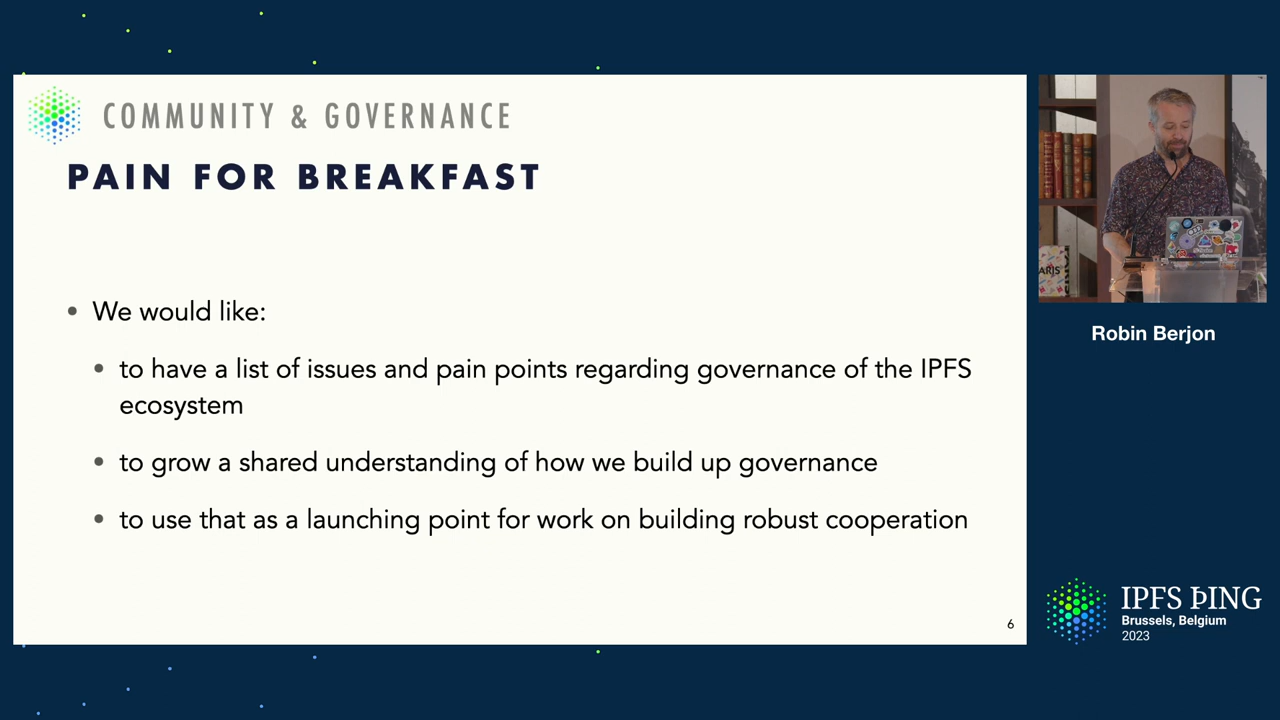 COMMUNITY & GOVERNANCE
PAIN FOR BREAKFAST
• We would like:
• to have a list of issues and pain points regarding governance of the IPFS
ecosystem
• to grow a shared understanding of how we build up governance
• to use that as a launching point for work on building robust cooperation
6
Robin Berjon
IPFS ÞING
Brussels, Belgium
2023